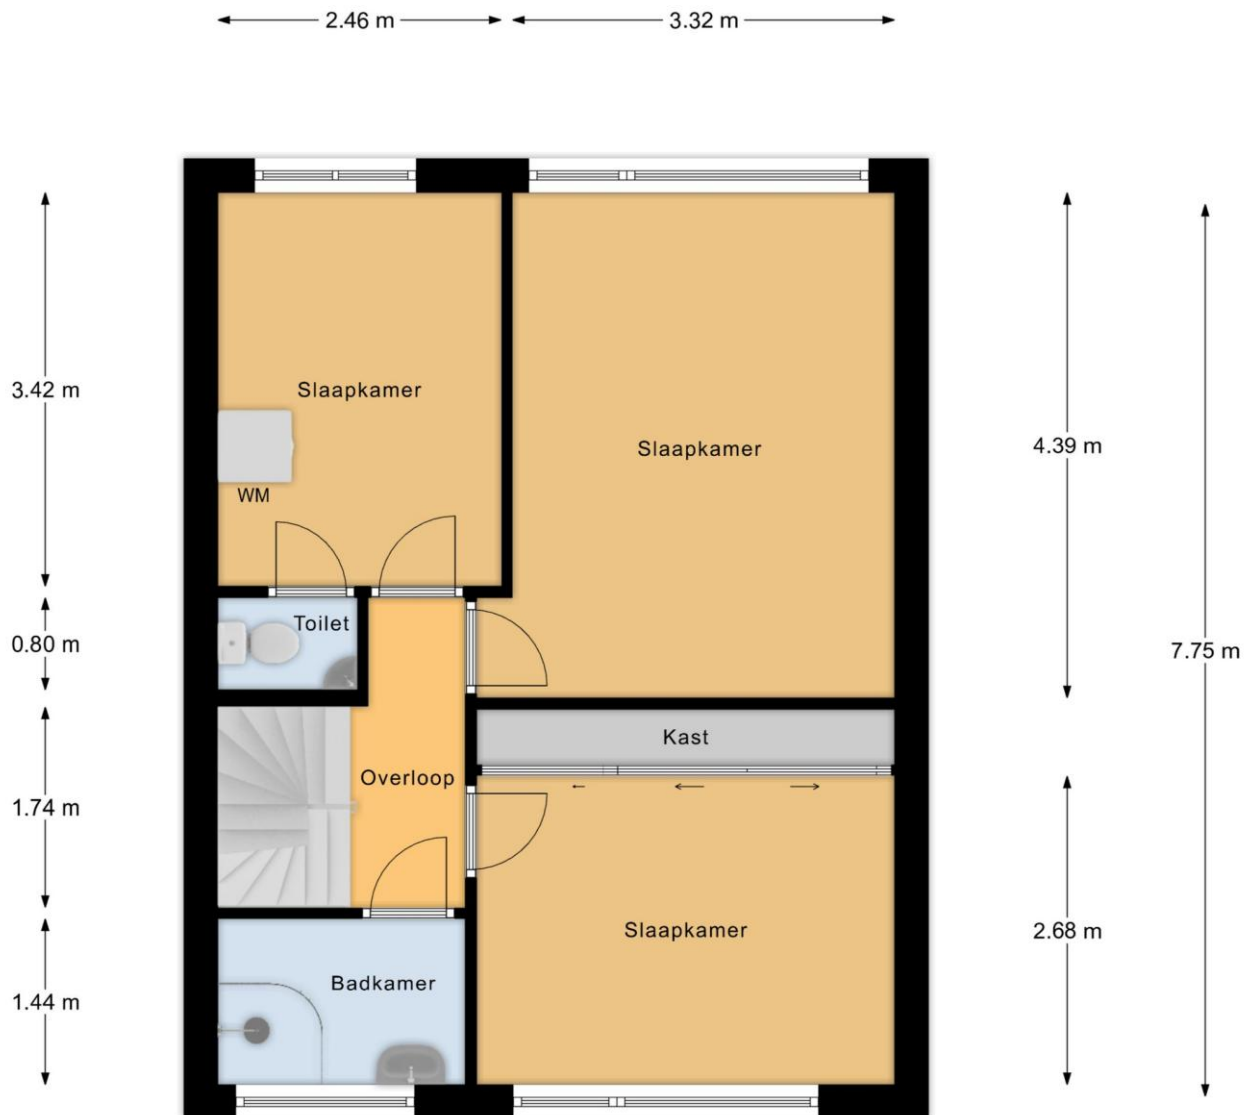 2.46 m
3.32 m
3.42 m
Slaapkamer
Slaapkamer
4.39 m
WM
Toilet
0.80 m
7.75 m
Kast
Overloop
1.74 m
Slaapkamer
2.68 m
Badkamer
1.44 m